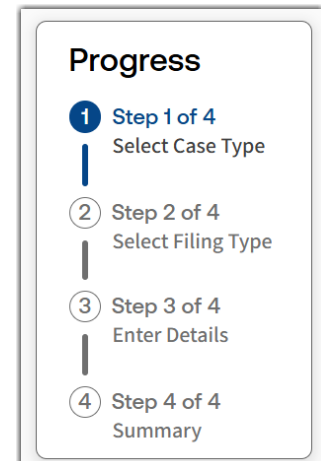 Progress
1 Step 1 of 4
Select Case Type
2 Step 2 of 4
Select Filing Type
3 Step 3 of 4
Enter Details
4 Step 4 of 4
Summary